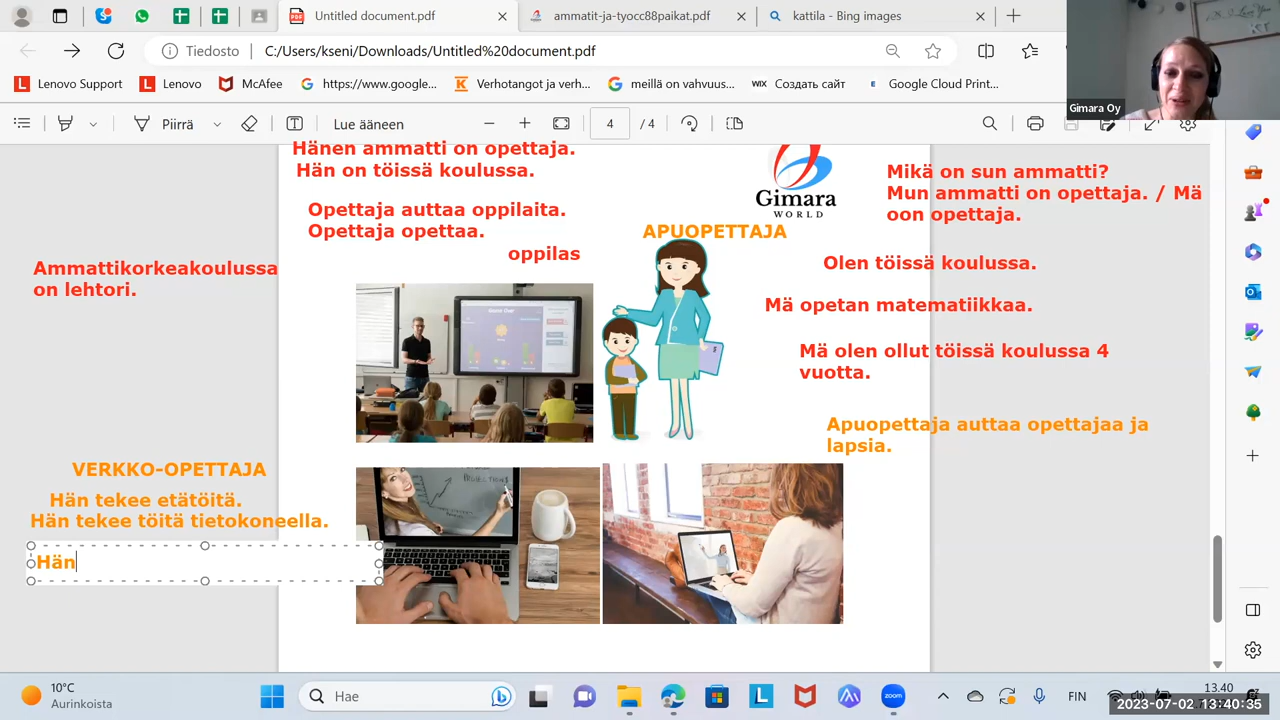 Untitled document.pdf
ammatit-ja-tyocc88paikat.pdf
kattila - Bing images
Tiedosto
C:/Users/kseni/Downloads/Untitled%20document.pdf
Lenovo Support
Lenovo
McAfee
https://www.google...
Verhotangot ja verh...
meillä on vahvuus...
WIX
Создать сайт
Google Cloud Print...
Gimara Oy
Piirrä
Lue ääneen
4
/ 4
Hänen ammatti on opettaja.
Hän on töissä koulussa.
Opettaja auttaa oppilaita.
Opettaja opettaa.
oppilas
Ammattikorkeakoulussa
on lehtori.
Gimara
WORLD
APUOPETTAJA
Mikä on sun ammatti?
Mun ammatti on opettaja. / Mä
oon opettaja.
Olen töissä koulussa.
Mä opetan matematiikkaa.
Mä olen ollut töissä koulussa 4
vuotta.
Apuopettaja auttaa opettajaa ja
lapsia.
VERKKO-OPETTAJA
Hän tekee etätöitä.
Hän tekee töitä tietokoneella.
Hän
10°C
Aurinkoista
Hae
zoom
FIN
13.40
2023-07-02 13:40:35